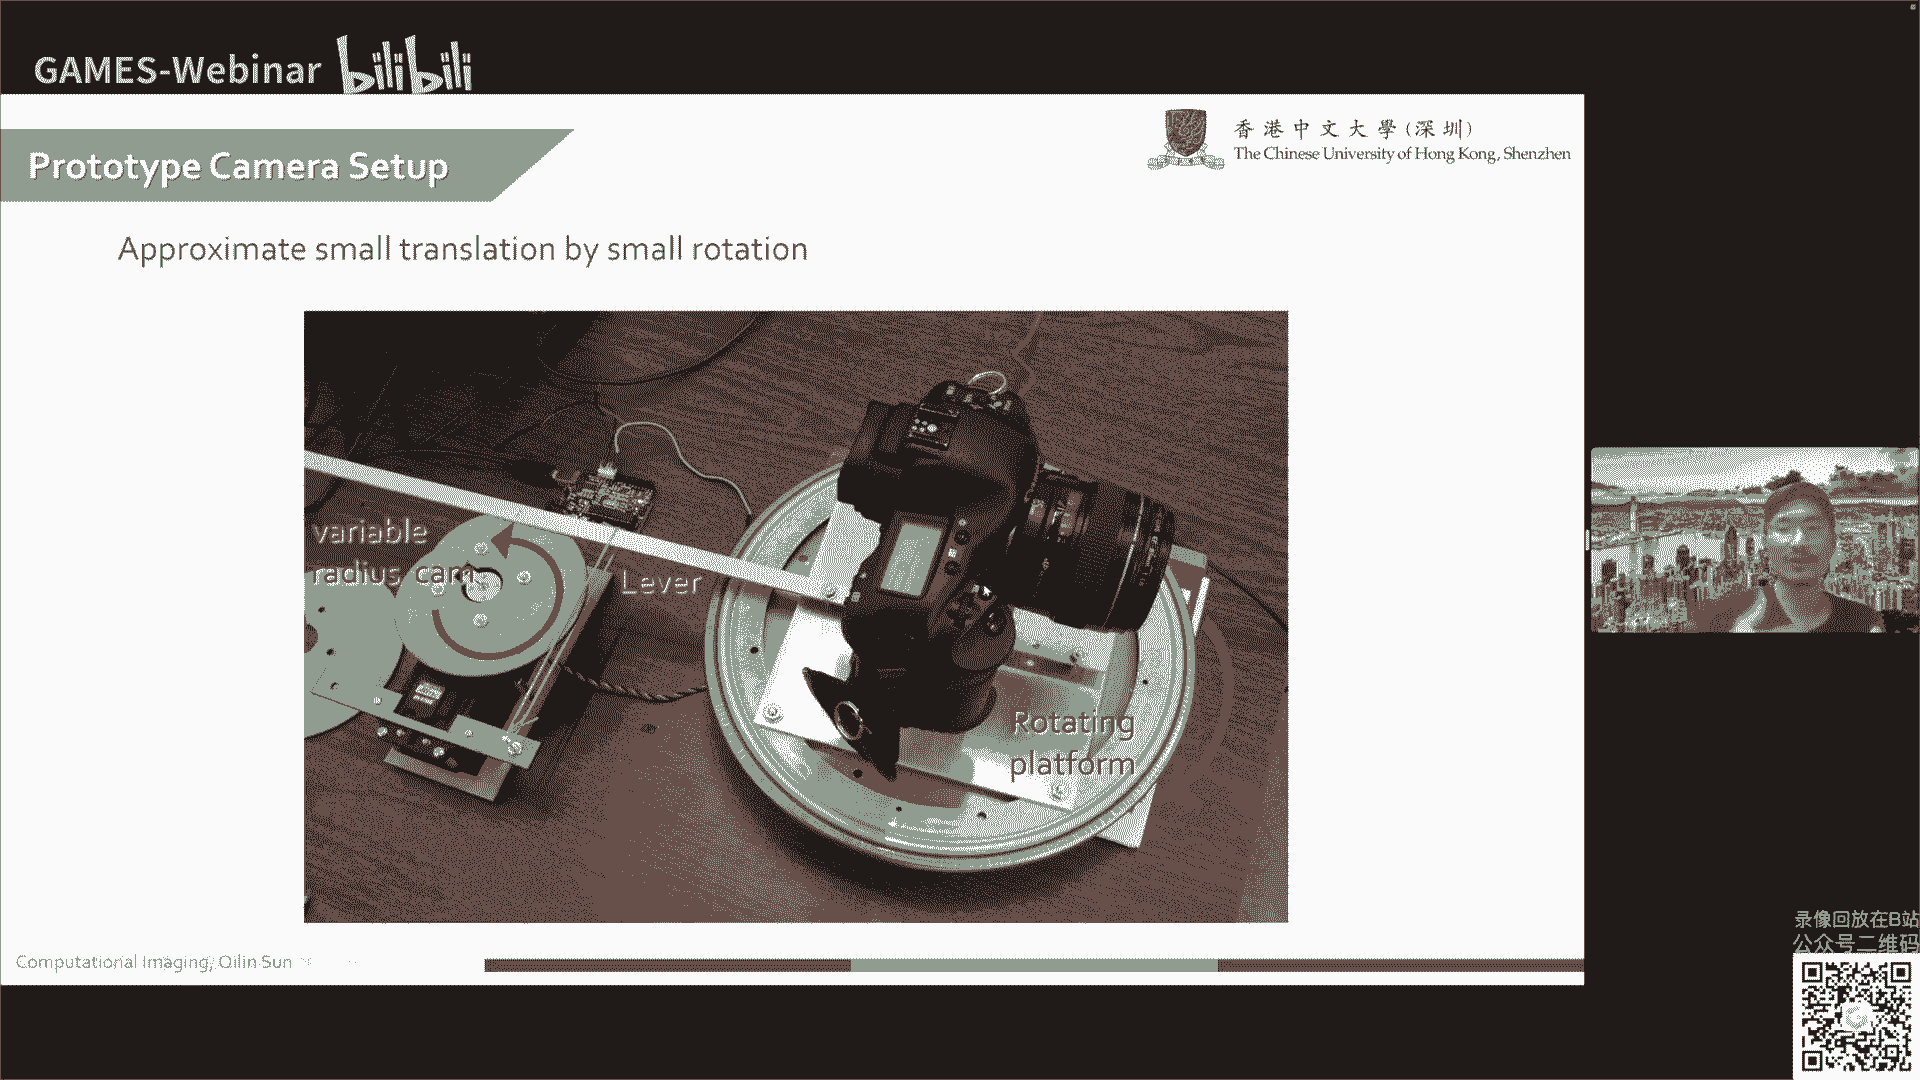 GAMES-Webinar bilibili
香港中文大學(深圳)
The Chinese University of Hong Kong, Shenzhen
Prototype Camera Setup
Approximate small translation by small rotation
variable
radius cam
Lever
Rotating
platform
Computational Imaging, Qilin Sun
录像回放在B站
公众号二维码